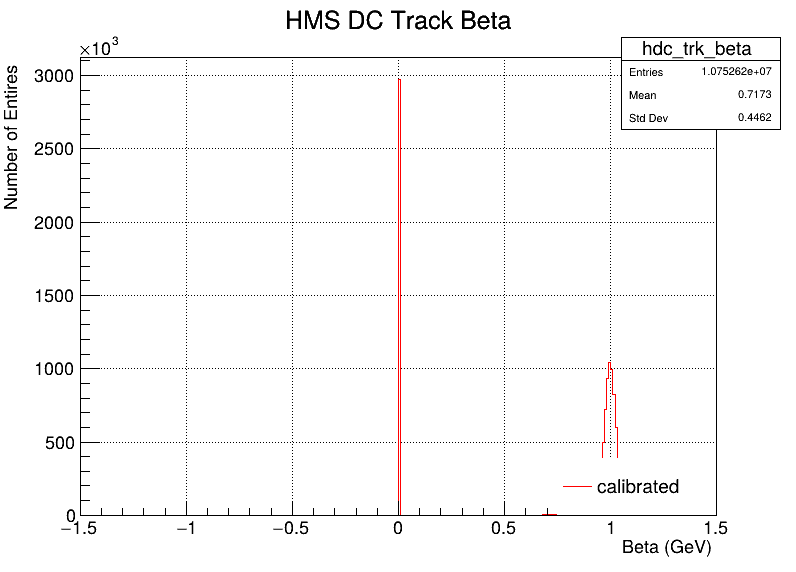 HMS DC Track Beta
×10³
hdc_trk_beta
Entries 1.075262e+07
Mean 0.7173
Std Dev 0.4462
Number of Entires
3000
2500
2000
1500
1000
500
0
calibrated
−1.5 −1 −0.5 0 0.5 1 1.5
Beta (GeV)